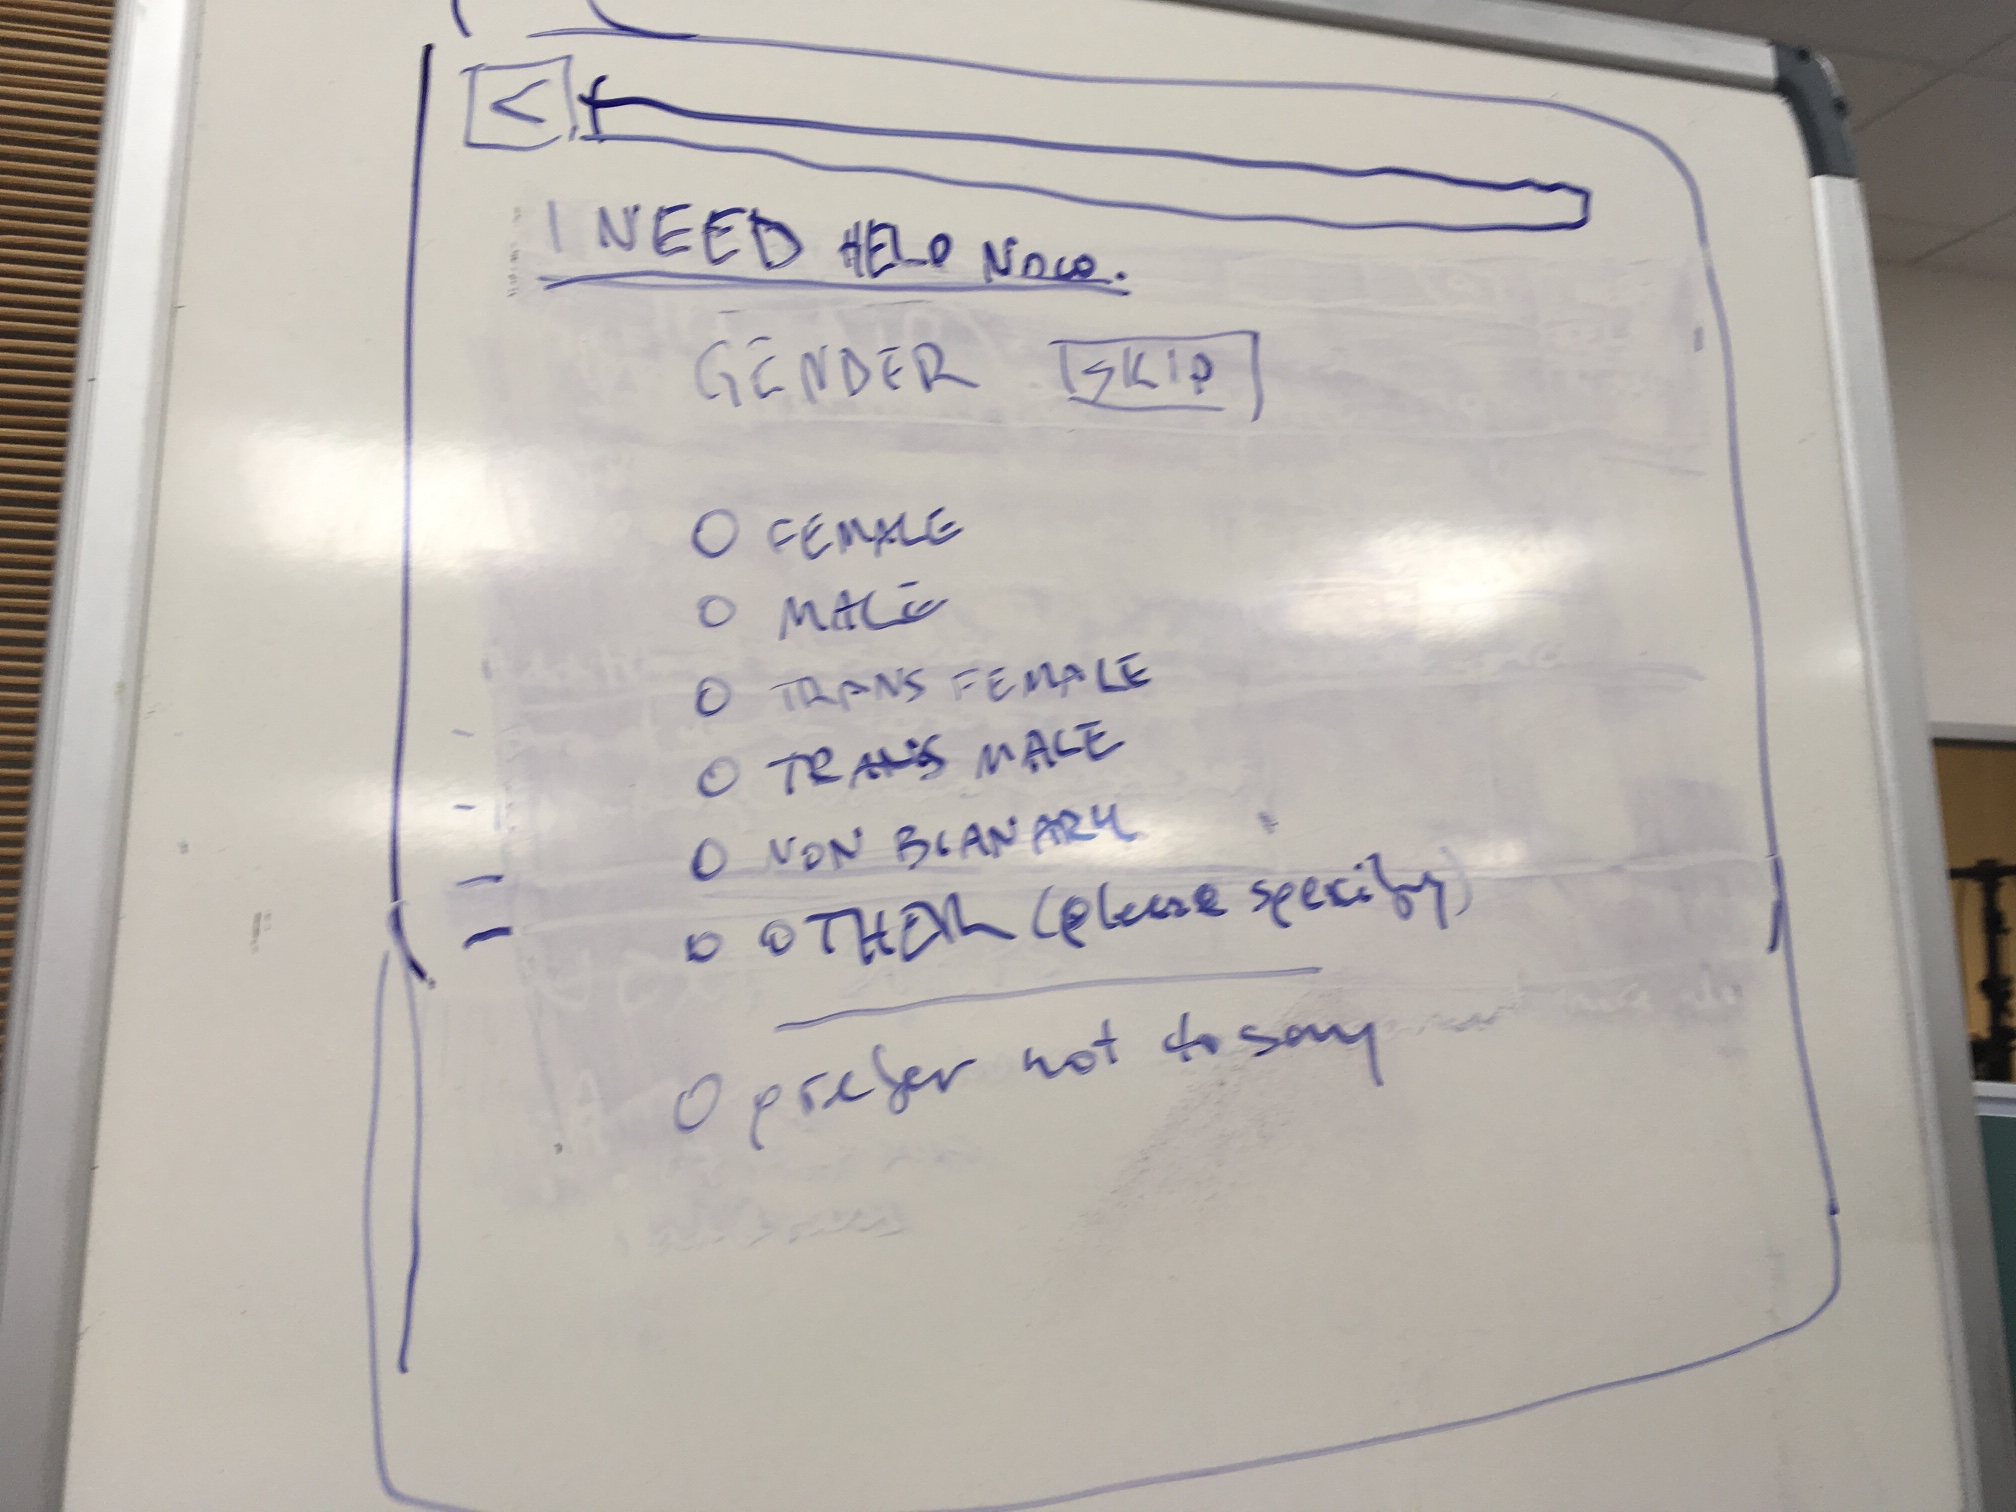 <
I NEED HELP NOW.
GENDER SKIP
O FEMALE
O MALE
O TRANS FEMALE
O TRANS MALE
O NON BIANARY
O OTHER (please specify)
O prefer not to say